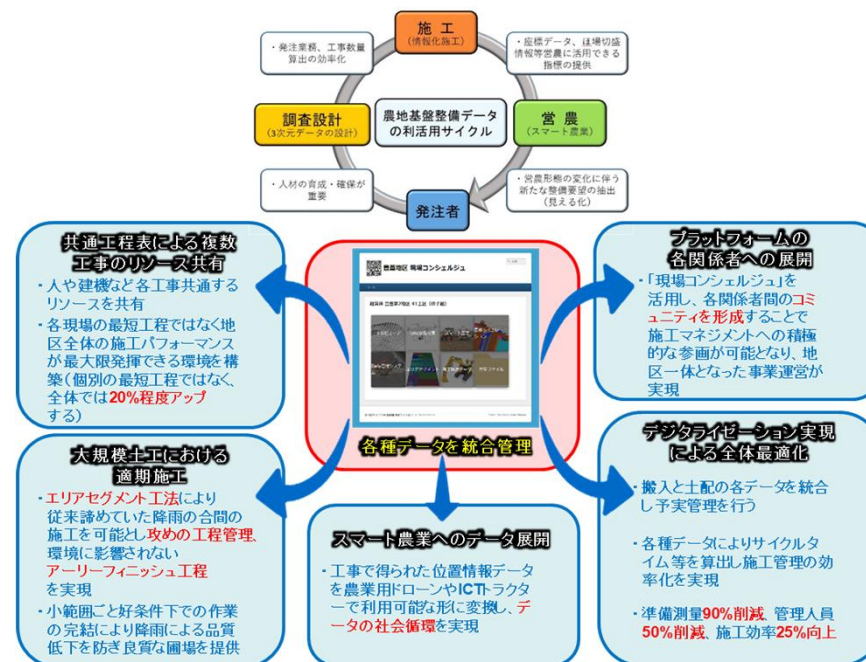 施工
(情報化施工)
・発注業務、工事数量
算出の効率化
・座標データ、ほ場切盛
情報等営農に活用できる
指標の提供
調査設計
(3次元データの設計)
農地基盤整備データ
の利活用サイクル
営農
(スマート農業)
・人材の育成・確保が
重要
発注者
・営農形態の変化に伴う
新たな整備要望の抽出
(見える化)
共通工程表による複数
工事のリソース共有
・人や建機など各工事共通する
リソースを共有
・各現場の最短工程ではなく地
区全体の施工パフォーマンス
が最大限発揮できる環境を構
築(個別の最短工程ではなく、
全体では20%程度アップ
する)
現場コンシェルジュ
各種データを統合管理
プラットフォームの
各関係者への展開
・「現場コンシェルジュ」を
活用し、各関係者間のコミ
ュニティを形成することで
施工マネジメントへの積極
的な参画が可能となり、地
区一体となった事業運営が
実現
大規模土工における
適期施工
・エリアセグメント工法により
従来諦めていた降雨の合間の
施工を可能とし攻めの工程管理、
環境に影響されない
アーリーフィニッシュ工程
を実現
・小範囲ごと好条件下での作業
の完結により降雨による品質
低下を防ぎ良質な圃場を提供
スマート農業へのデータ展開
・工事で得られた位置情報データ
を農業用ドローンやICTトラクタ
ーで利用可能な形に変換し、デ
ータの社会循環を実現
デジタライゼーション実現
による全体最適化
・搬入と土配の各データを統合
し予実管理を行う
・各種データによりサイクルタ
イム等を算出し施工管理の効
率化を実現
・準備測量90%削減、管理人員
50%削減、施工効率25%向上